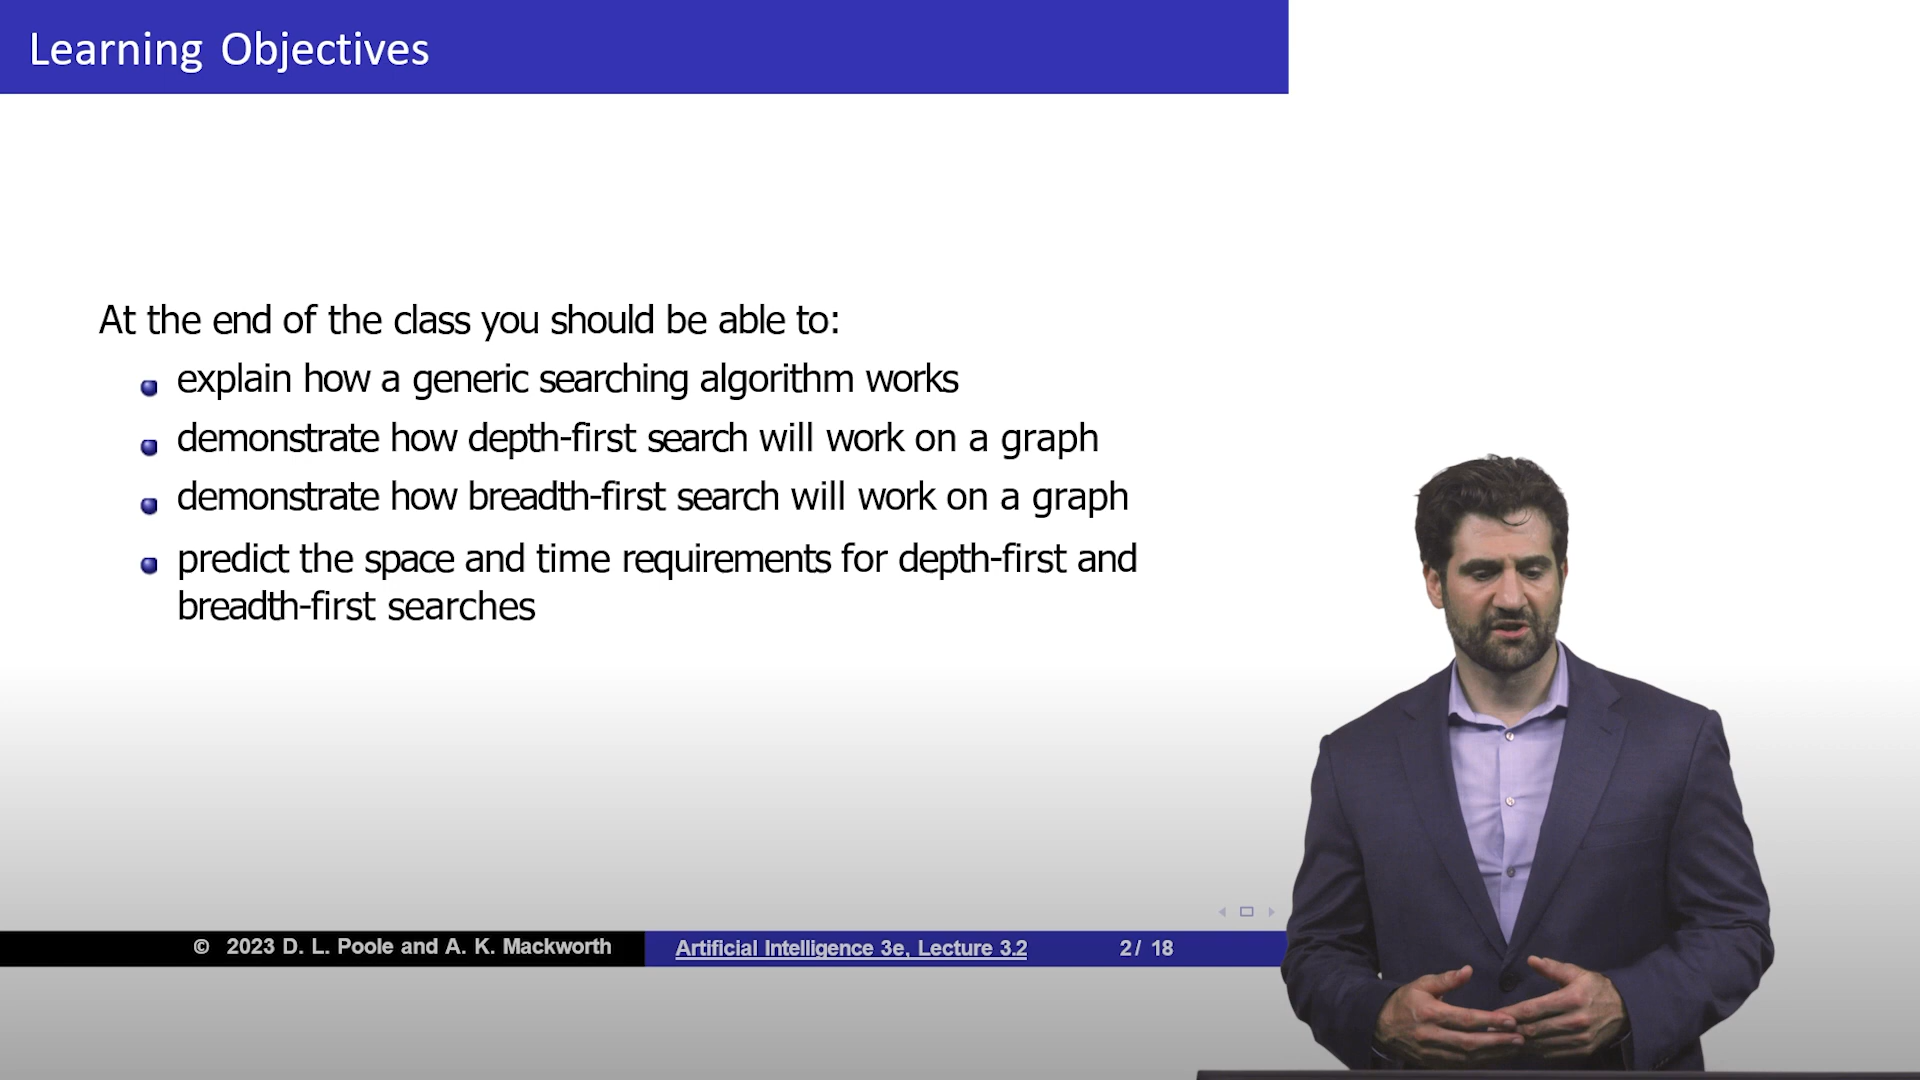 Learning Objectives
At the end of the class you should be able to:
explain how a generic searching algorithm works
demonstrate how depth-first search will work on a graph
demonstrate how breadth-first search will work on a graph
predict the space and time requirements for depth-first and
breadth-first searches
© 2023 D. L. Poole and A. K. Mackworth Artificial Intelligence 3e, Lecture 3.2 2 / 18